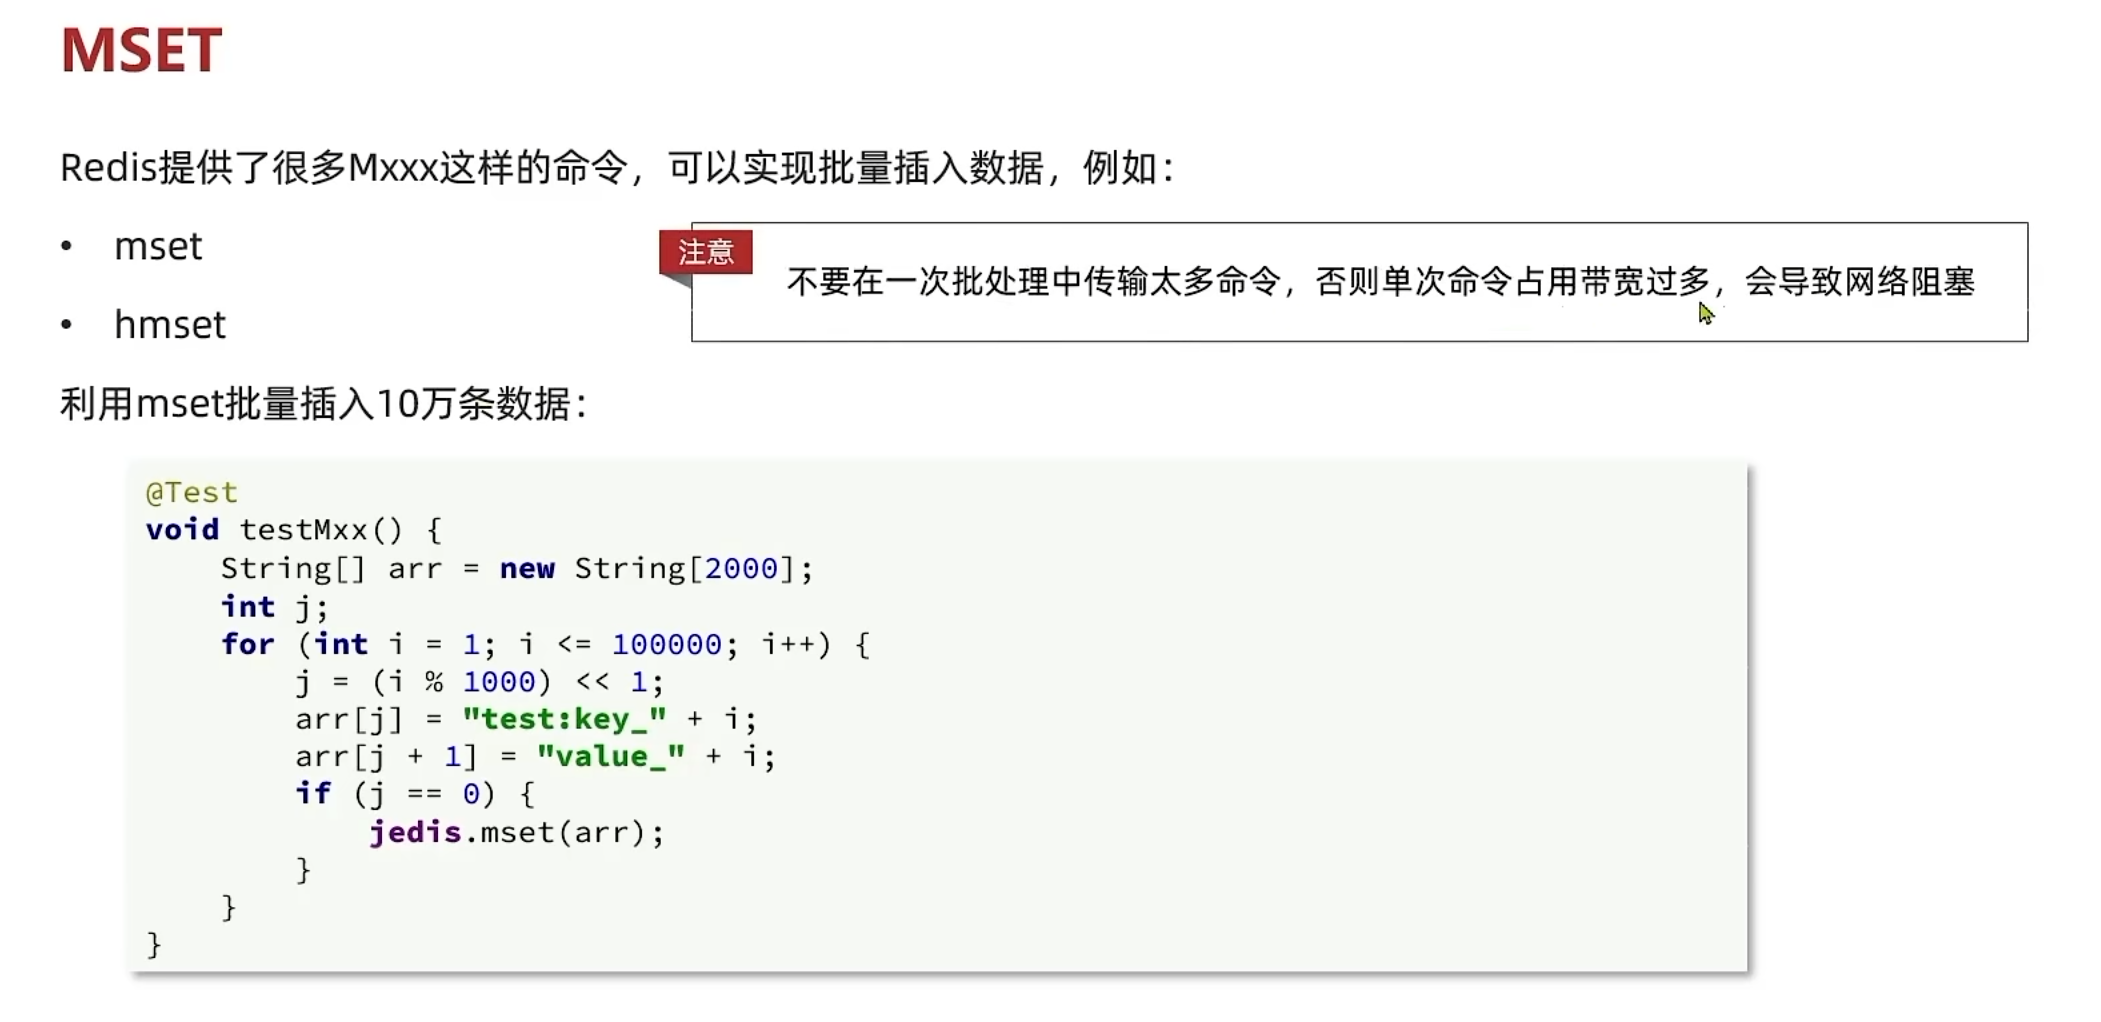 MSET
Redis提供了很多Mxxx这样的命令，可以实现批量插入数据，例如：
• mset
• hmset
注意
不要在一次批处理中传输太多命令，否则单次命令占用带宽过多，会导致网络阻塞
利用mset批量插入10万条数据：
@Test
void testMxx() {
    String[] arr = new String[2000];
    int j;
    for (int i = 1; i <= 100000; i++) {
        j = (i % 1000) << 1;
        arr[j] = "test:key_" + i;
        arr[j + 1] = "value_" + i;
        if (j == 0) {
            jedis.mset(arr);
        }
    }
}